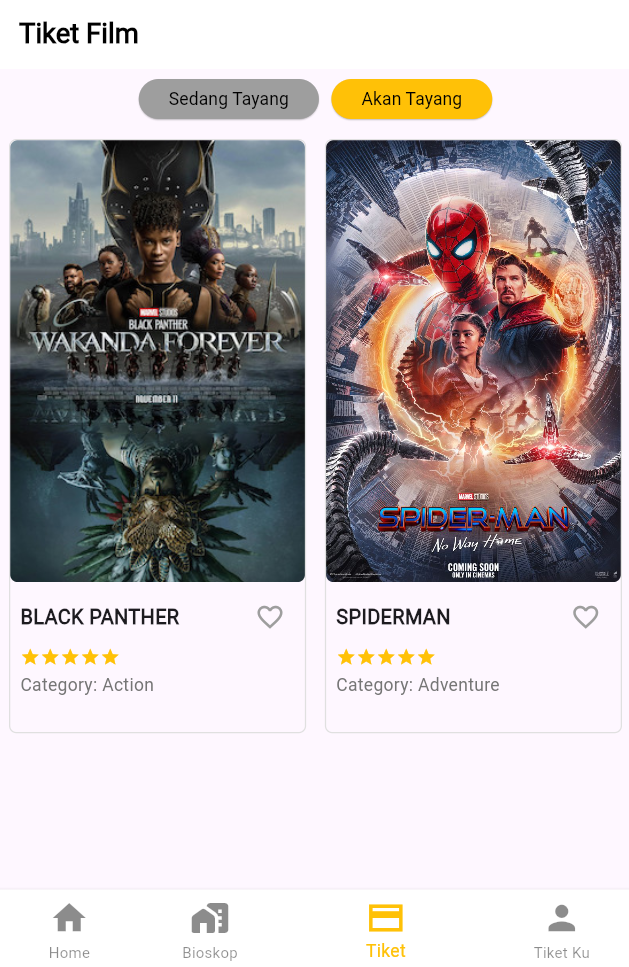 Tiket Film
Sedang Tayang
Akan Tayang
MARVEL STUDIOS
BLACK PANTHER
WAKANDA FOREVER
NOVEMBER 11
MARVEL STUDIOS
SPIDER-MAN
No Way Home
COMING SOON
ONLY IN CINEMAS
BLACK PANTHER
Category: Action
SPIDERMAN
Category: Adventure
Home
Bioskop
Tiket
Tiket Ku